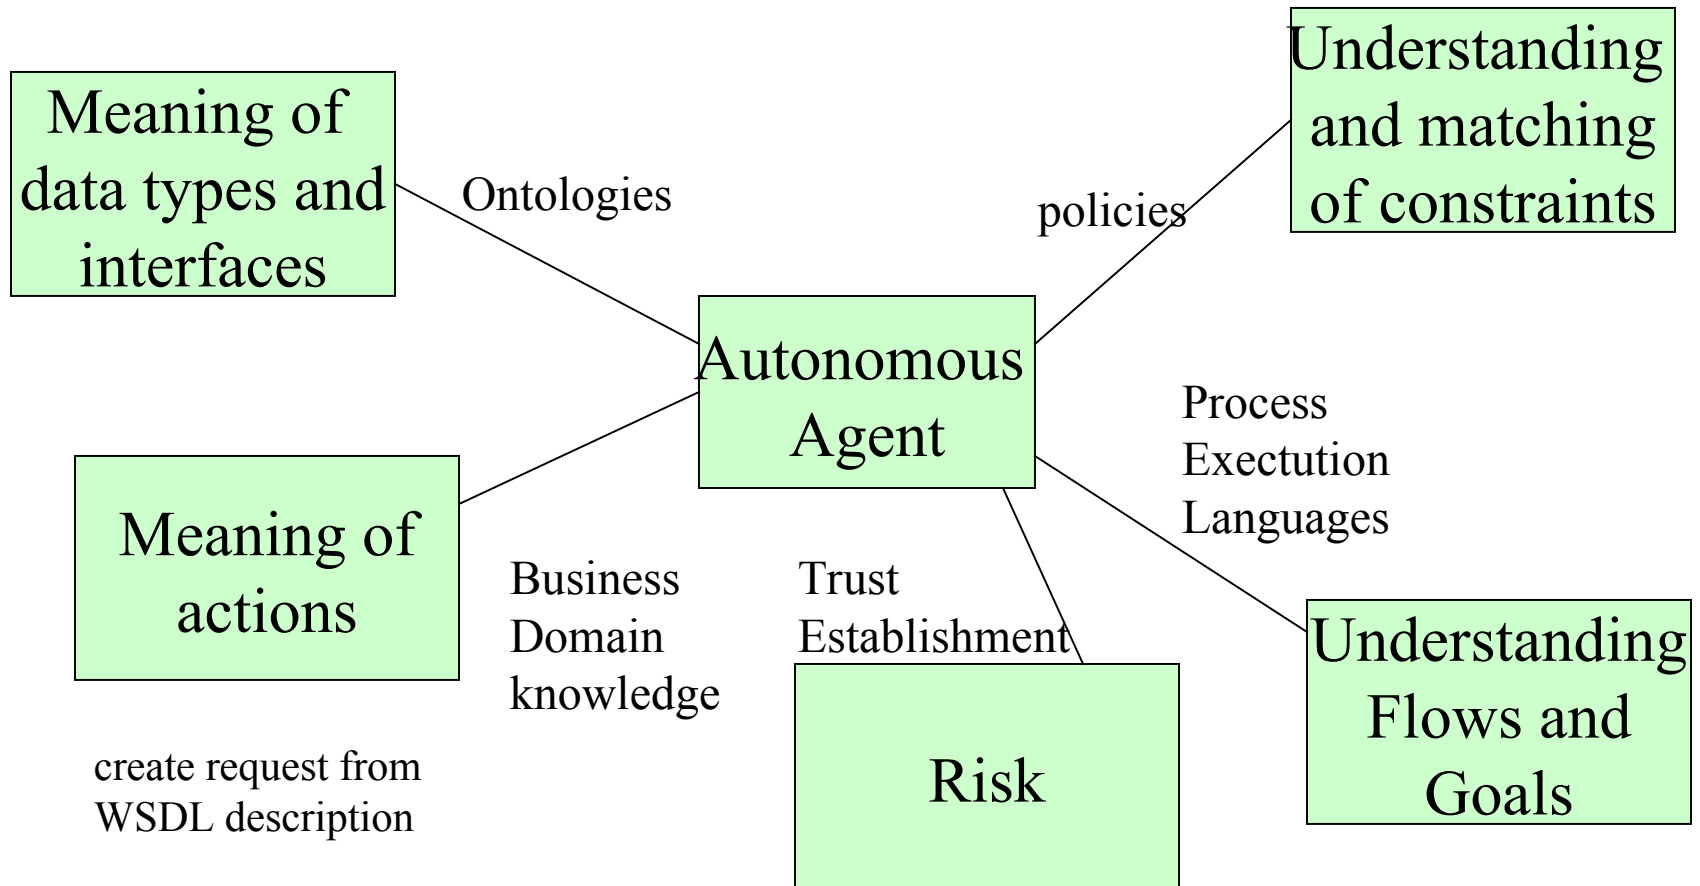 Meaning of
data types and
interfaces
Ontologies
policies
Understanding
and matching
of constraints
Autonomous
Agent
Process
Exectution
Languages
Meaning of
actions
Business
Domain
knowledge
Trust
Establishment
Understanding
Flows and
Goals
Risk
create request from
WSDL description